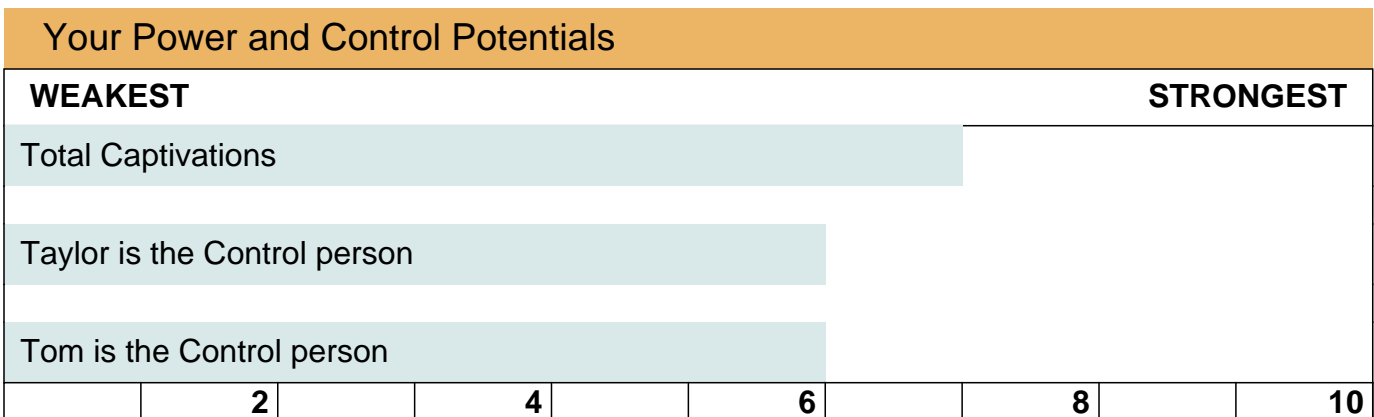 Your Power and Control Potentials
WEAKEST STRONGEST
Total Captivations
Taylor is the Control person
Tom is the Control person
2 4 6 8 10